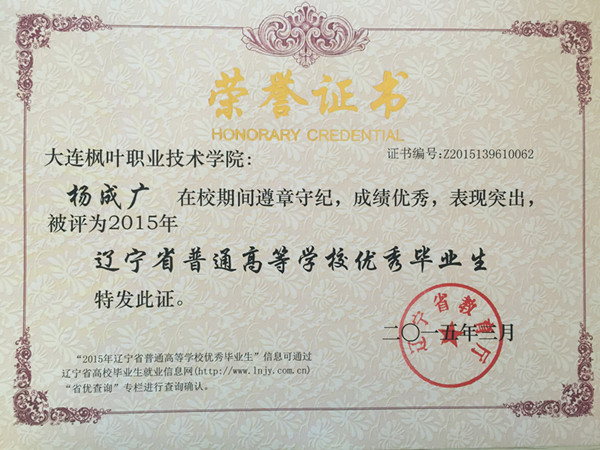 荣誉证书
HONORARY CREDENTIAL
大连枫叶职业技术学院:
证书编号:Z2015139610062
杨成广 在校期间遵章守纪，成绩优秀，表现突出，
被评为2015年
辽宁省普通高等学校优秀毕业生
特发此证。
辽宁省教育厅
二〇一五年二月
“2015年辽宁省普通高等学校优秀毕业生”信息可通过
辽宁省高校毕业生就业信息网(http://www.lnjy.com.cn)
“省优查询”专栏进行查询确认。